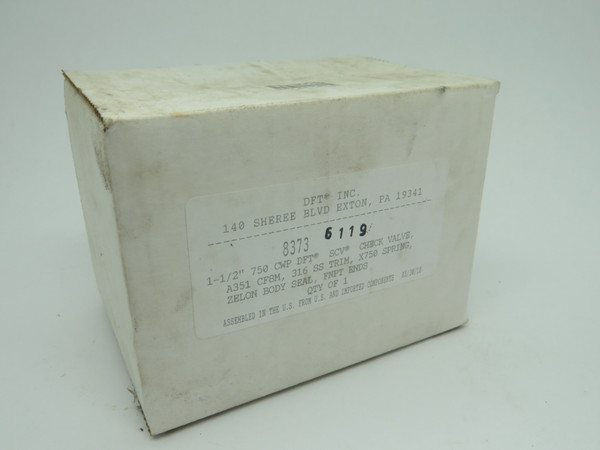 DFT® INC.
140 SHEREE BLVD EXTON, PA 19341
8373 6119
1-1/2" 750 CWP DFT® SCV® CHECK VALVE,
A351 CF8M, 316 SS TRIM, X750 SPRING,
ZELON BODY SEAL, FNPT ENDS
QTY OF 1
ASSEMBLED IN THE U.S. FROM U.S. AND IMPORTED COMPONENTS